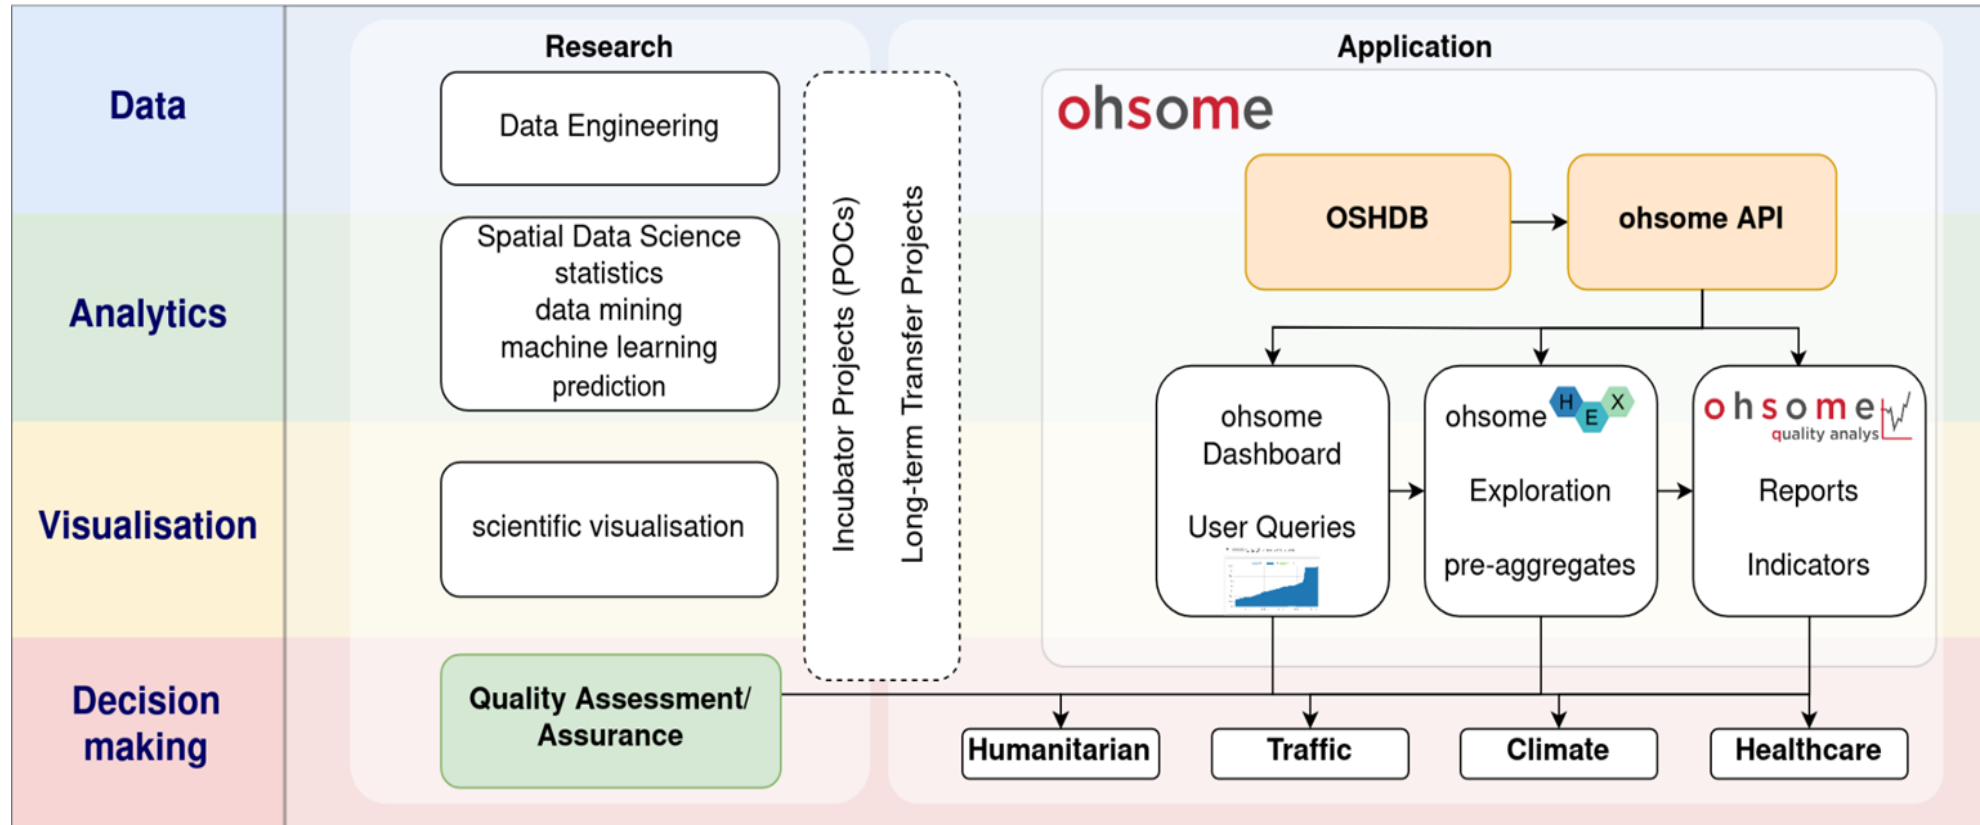 Research
Application
Data
Analytics
Visualisation
Decision
making
Data Engineering
Spatial Data Science
statistics
data mining
machine learning
prediction
scientific visualisation
Quality Assessment/
Assurance
Incubator Projects (POCs)
Long-term Transfer Projects
ohsome
OSHDB
ohsome API
ohsome
Dashboard
User Queries
ohsome HEX
Exploration
pre-aggregates
ohsome
quality analys
Reports
Indicators
Humanitarian
Traffic
Climate
Healthcare